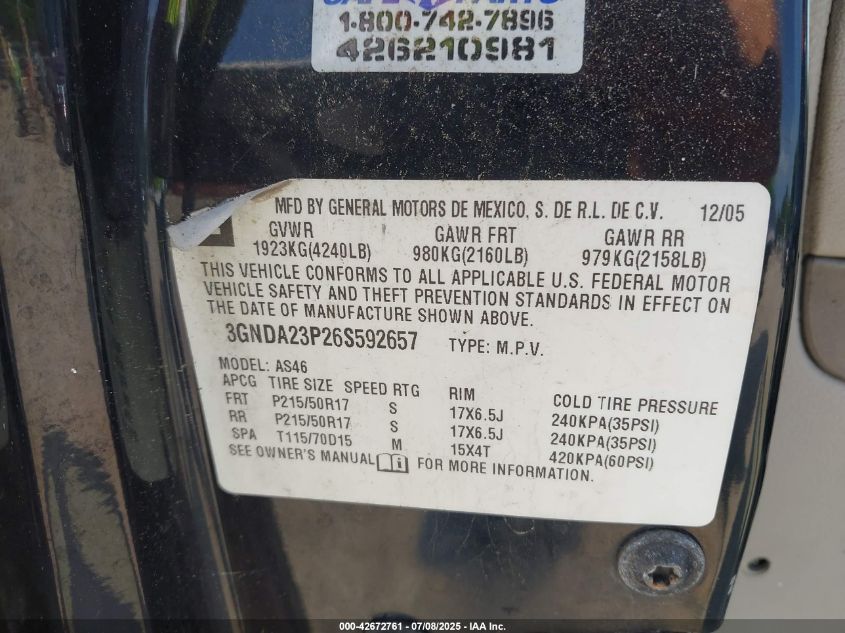 1-800-742-7896
426210981
MFD BY GENERAL MOTORS DE MEXICO, S. DE R.L. DE C.V. 12/05
GVWR GAWR FRT GAWR RR
1923KG(4240LB) 980KG(2160LB) 979KG(2158LB)
THIS VEHICLE CONFORMS TO ALL APPLICABLE U.S. FEDERAL MOTOR
VEHICLE SAFETY AND THEFT PREVENTION STANDARDS IN EFFECT ON
THE DATE OF MANUFACTURE SHOWN ABOVE.
3GNDA23P26S592657 TYPE: M.P.V.
MODEL: AS46
APCG TIRE SIZE SPEED RTG RIM COLD TIRE PRESSURE
FRT P215/50R17 S 17X6.5J 240KPA(35PSI)
RR P215/50R17 S 17X6.5J 240KPA(35PSI)
SPA T115/70D15 M 15X4T 420KPA(60PSI)
SEE OWNER'S MANUAL FOR MORE INFORMATION.
000-42672761 - 07/08/2025 - IAA Inc.